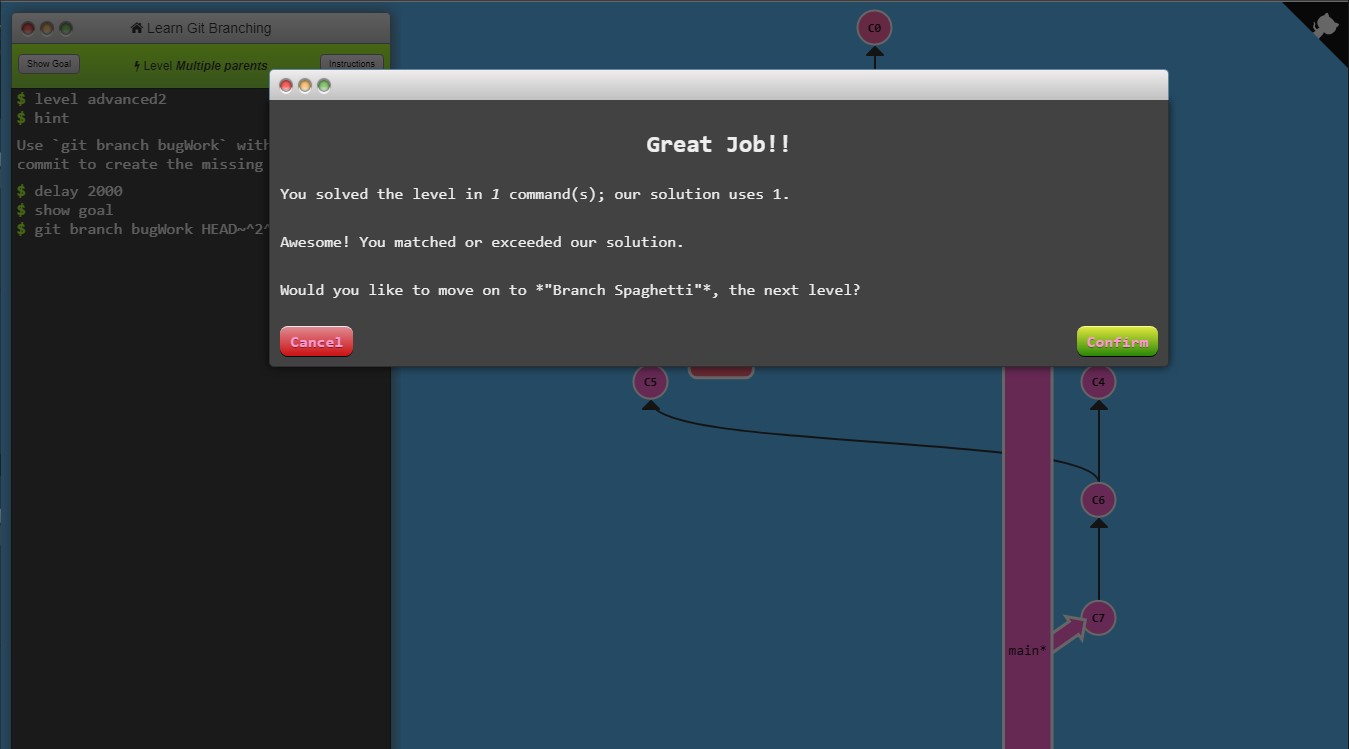 Learn Git Branching
Show Goal
Level Multiple parents
Instructions
$ level advanced2
$ hint
Use `git branch bugWork` with
commit to create the missing
$ delay 2000
$ show goal
$ git branch bugWork HEAD~^2^
Great Job!!
You solved the level in 1 command(s); our solution uses 1.
Awesome! You matched or exceeded our solution.
Would you like to move on to *"Branch Spaghetti"*, the next level?
Cancel
Confirm
C0
C5
C4
C6
C7
main*